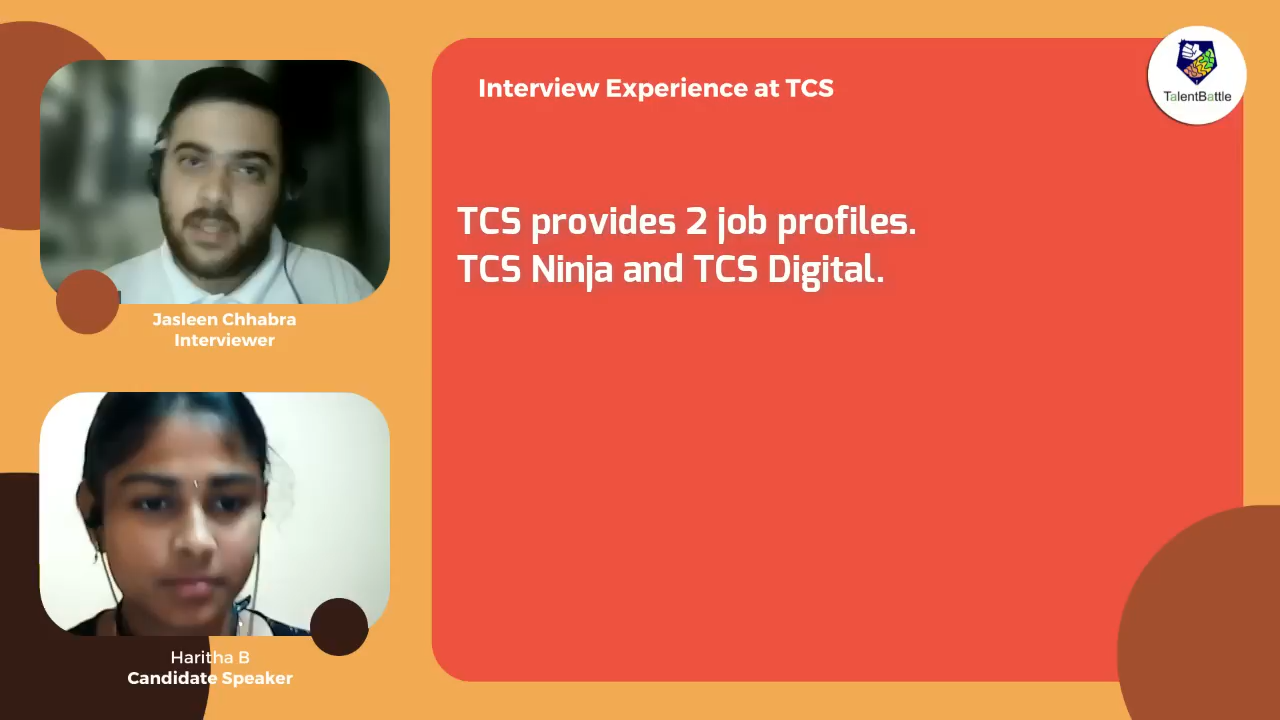 Interview Experience at TCS
TalentBattle
TCS provides 2 job profiles.
TCS Ninja and TCS Digital.
Jasleen Chhabra
Interviewer
Haritha B
Candidate Speaker